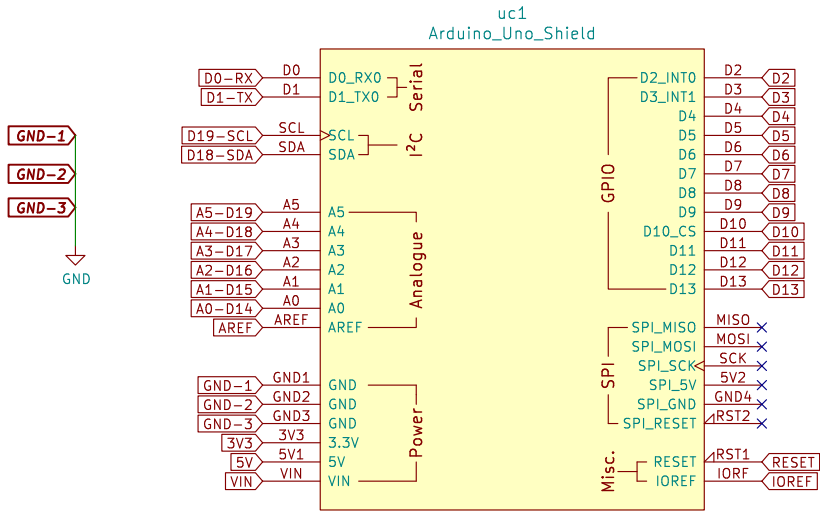 uc1
Arduino_Uno_Shield
D0-RX D0 D0_RX0
D1-TX D1 D1_TX0
Serial
D19-SCL SCL SCL
D18-SDA SDA SDA
I²C
GND-1
GND-2
GND-3
GND
A5-D19 A5 A5
A4-D18 A4 A4
A3-D17 A3 A3
A2-D16 A2 A2
A1-D15 A1 A1
A0-D14 A0 A0
AREF AREF AREF
Analogue
GND-1 GND1 GND
GND-2 GND2 GND
GND-3 GND3 GND
3V3 3V3 3.3V
5V 5V1 5V
VIN VIN VIN
Power
D2_INT0 D2 D2
D3_INT1 D3 D3
D4 D4 D4
D5 D5 D5
D6 D6 D6
D7 D7 D7
D8 D8 D8
D9 D9 D9
D10_CS D10 D10
D11 D11 D11
D12 D12 D12
D13 D13 D13
GPIO
SPI_MISO MISO
SPI_MOSI MOSI
SPI_SCK SCK
SPI_5V 5V2
SPI_GND GND4
SPI_RESET RST2
SPI
RESET RST1 RESET
IOREF IORF IOREF
Misc.